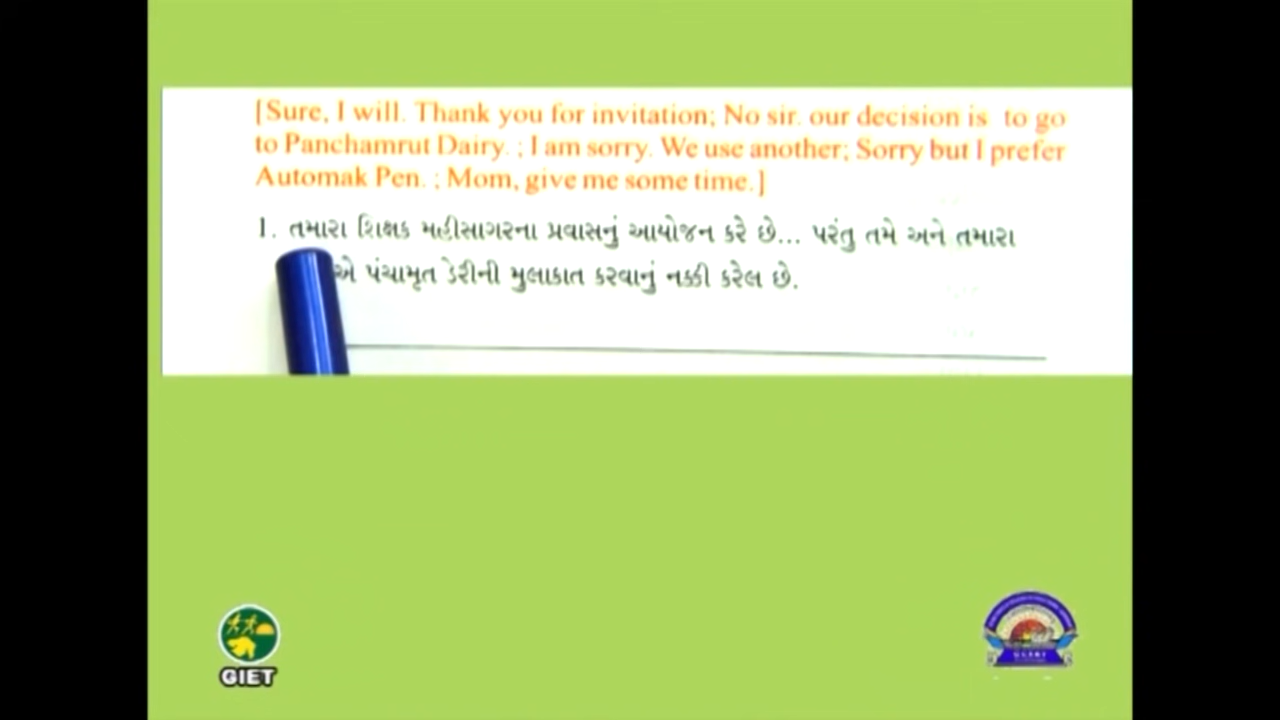 [Sure, I will. Thank you for invitation; No sir. our decision is to go
to Panchamrut Dairy. ; I am sorry. We use another; Sorry but I prefer
Automak Pen. ; Mom, give me some time.]
1. તમારા શિક્ષક મહીસાગરના પ્રવાસનું આયોજન કરે છે... પરંતુ તમે અને તમારા
એ પંચામૃત ડેરીની મુલાકાત કરવાનું નક્કી કરેલ છે.
GIET